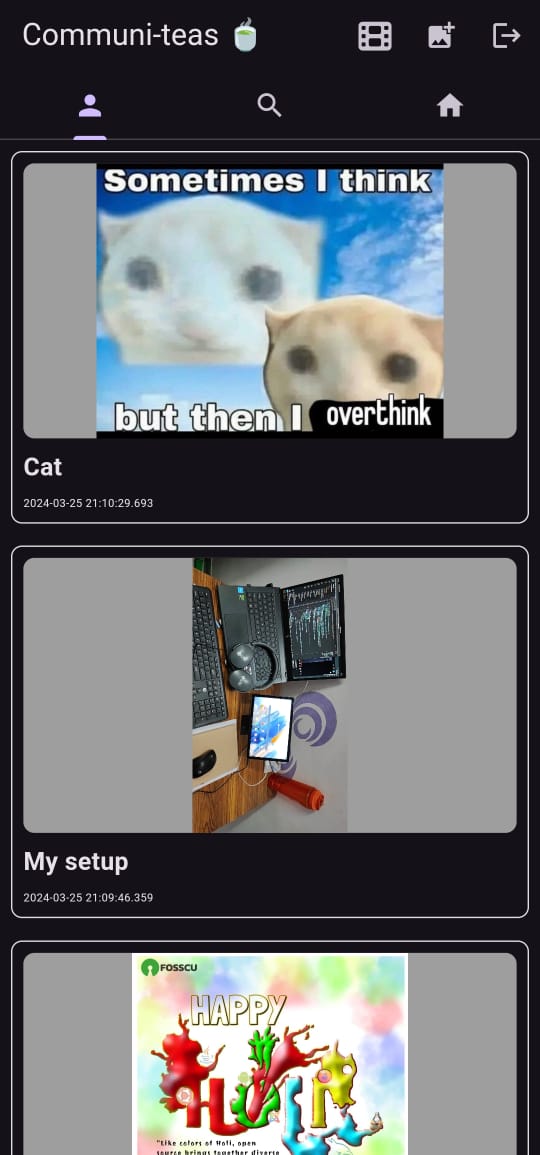 Communi-teas 🍵
Sometimes I think
but then I overthink
Cat
2024-03-25 21:10:29.693
My setup
2024-03-25 21:09:46.359
FOSSCU
HAPPY
HOLI
"Like colors of Holi, open
source brings together diverse